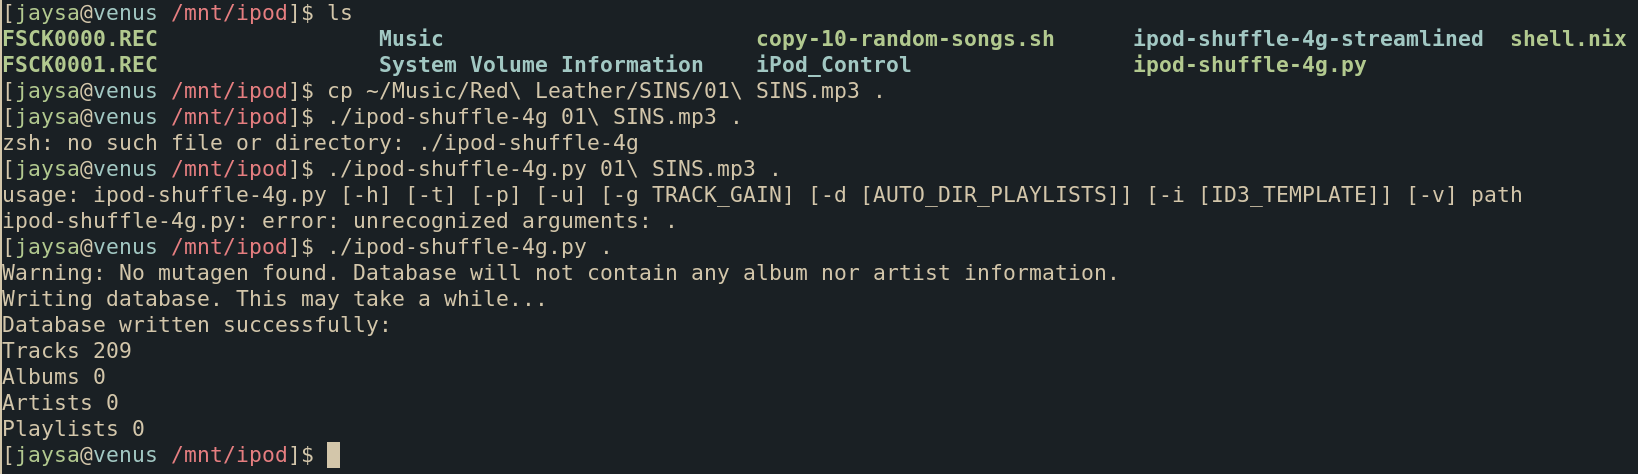 [jaysa@venus /mnt/ipod]$ ls
FSCK0000.REC                 Music                        copy-10-random-songs.sh      ipod-shuffle-4g-streamlined  shell.nix
FSCK0001.REC                 System Volume Information    iPod_Control                 ipod-shuffle-4g.py
[jaysa@venus /mnt/ipod]$ cp ~/Music/Red\ Leather/SINS/01\ SINS.mp3 .
[jaysa@venus /mnt/ipod]$ ./ipod-shuffle-4g 01\ SINS.mp3 .
zsh: no such file or directory: ./ipod-shuffle-4g
[jaysa@venus /mnt/ipod]$ ./ipod-shuffle-4g.py 01\ SINS.mp3 .
usage: ipod-shuffle-4g.py [-h] [-t] [-p] [-u] [-g TRACK_GAIN] [-d [AUTO_DIR_PLAYLISTS]] [-i [ID3_TEMPLATE]] [-v] path
ipod-shuffle-4g.py: error: unrecognized arguments: .
[jaysa@venus /mnt/ipod]$ ./ipod-shuffle-4g.py .
Warning: No mutagen found. Database will not contain any album nor artist information.
Writing database. This may take a while...
Database written successfully:
Tracks 209
Albums 0
Artists 0
Playlists 0
[jaysa@venus /mnt/ipod]$